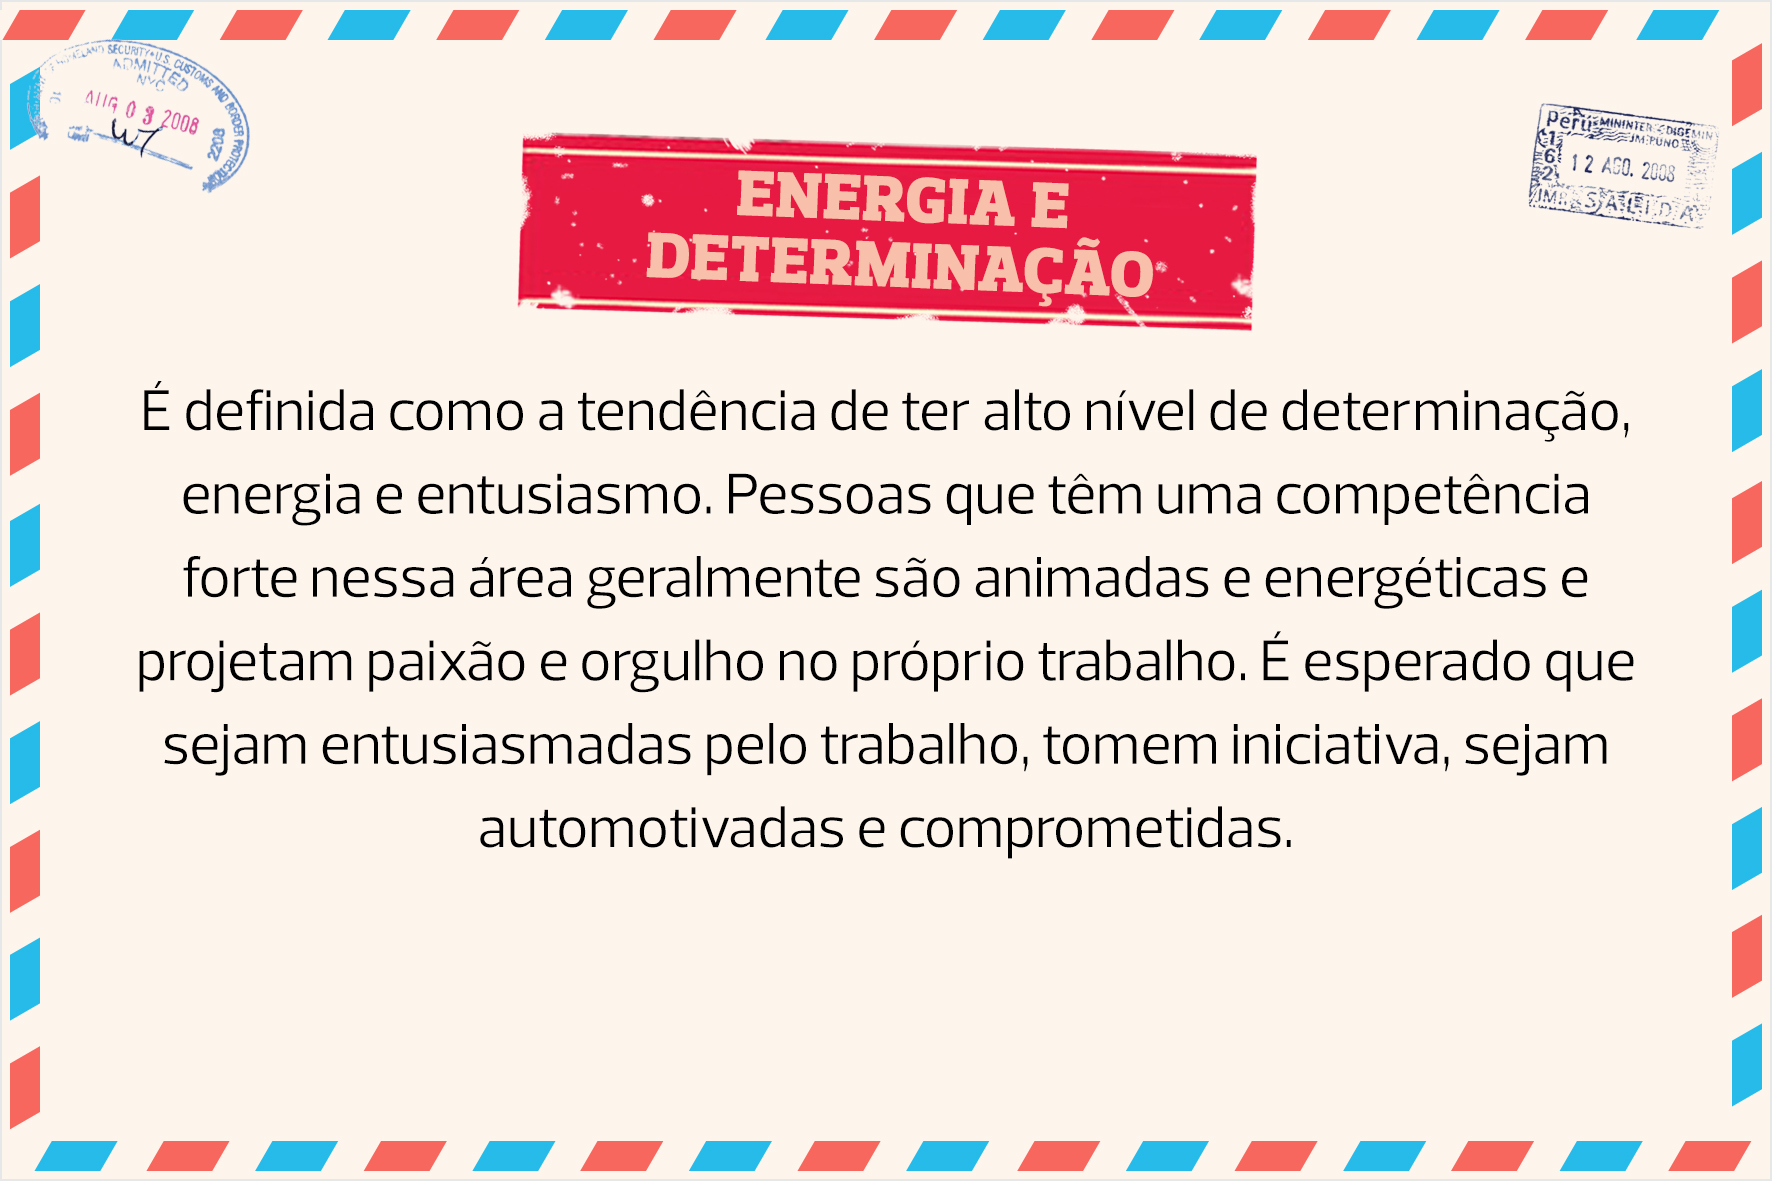 HOMELAND SECURITY • U.S. CUSTOMS AND BORDER PROTECTION
ADMITTED
NYC
AUG 03 2008
2208
Perú MININTER - DIGEMIN
JM.PUNO
162
12 AGO. 2008
SALIDA
ENERGIA E
DETERMINAÇÃO
É definida como a tendência de ter alto nível de determinação,
energia e entusiasmo. Pessoas que têm uma competência
forte nessa área geralmente são animadas e energéticas e
projetam paixão e orgulho no próprio trabalho. É esperado que
sejam entusiasmadas pelo trabalho, tomem iniciativa, sejam
automotivadas e comprometidas.